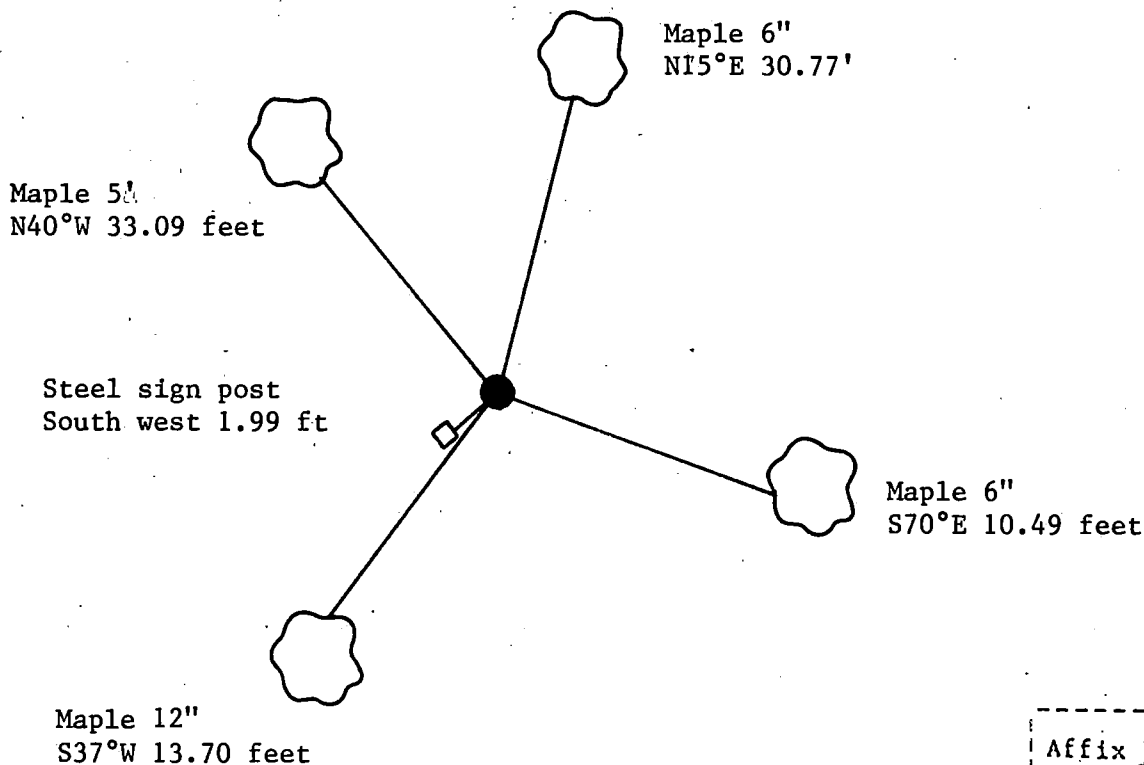 Maple 6"
N15°E 30.77'
Maple 5"
N40°W 33.09 feet
Steel sign post
South west 1.99 ft
Maple 6"
S70°E 10.49 feet
Maple 12"
S37°W 13.70 feet
Affix